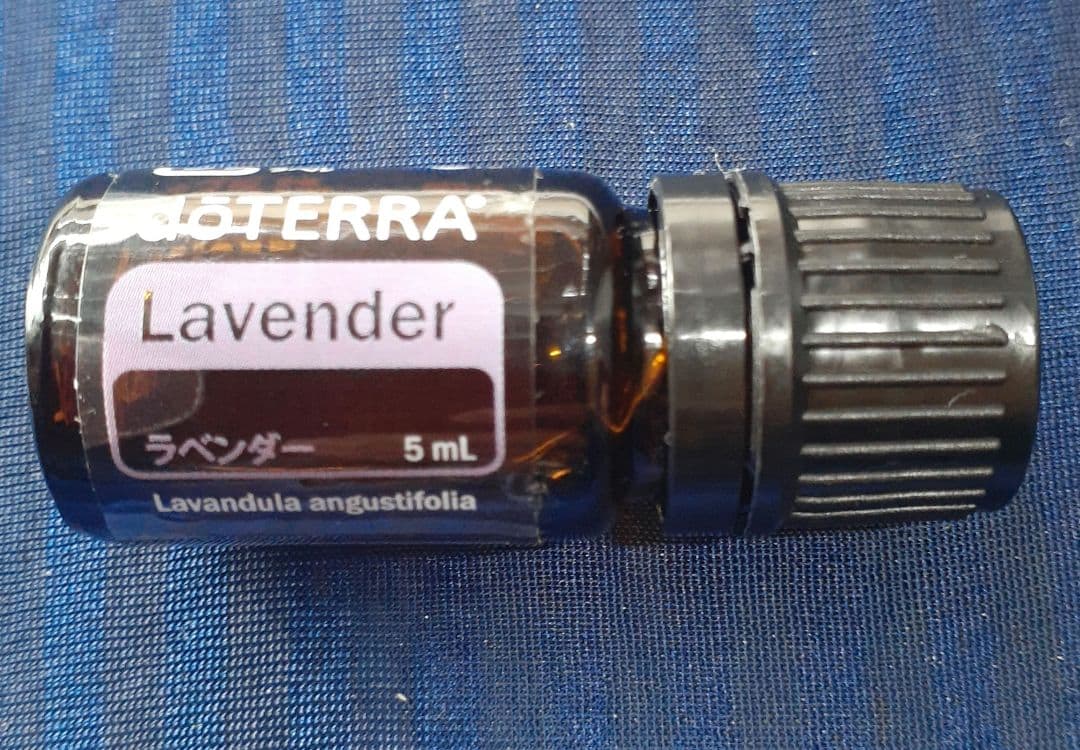 dōTERRA®
Lavender
ラベンダー 5 mL
Lavandula angustifolia